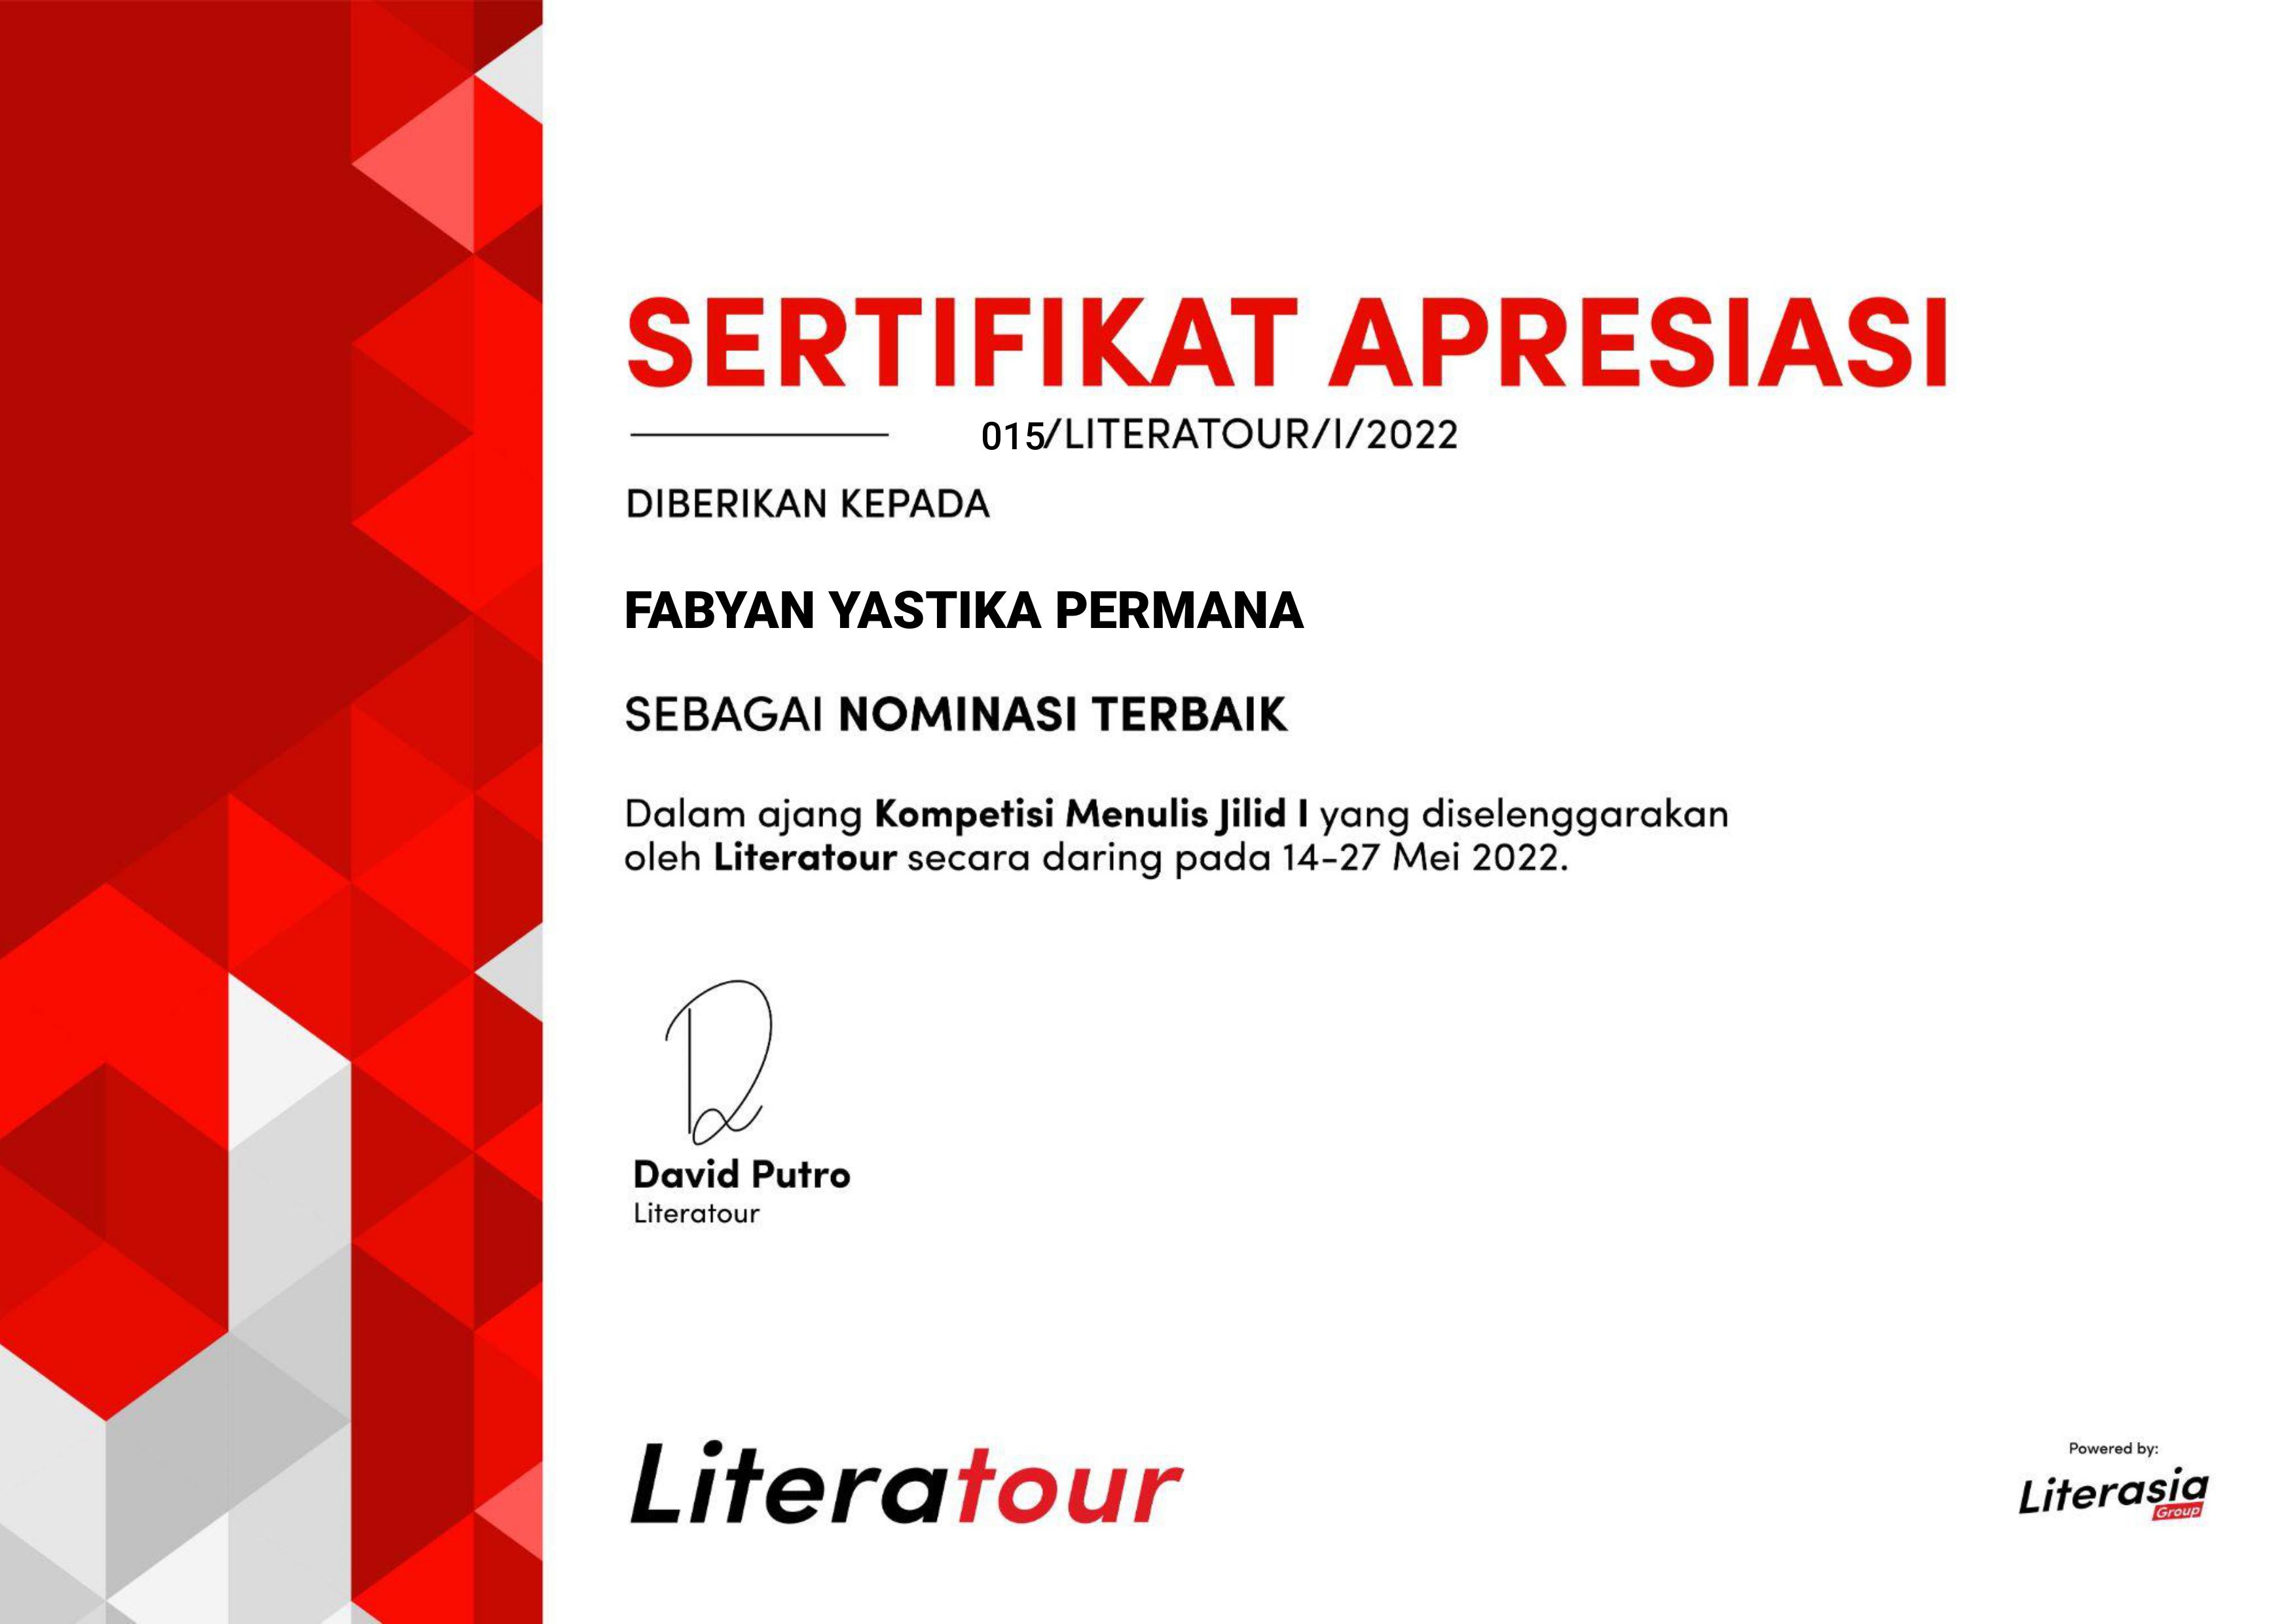 SERTIFIKAT APRESIASI
015/LITERATOUR/I/2022
DIBERIKAN KEPADA
FABYAN YASTIKA PERMANA
SEBAGAI NOMINASI TERBAIK
Dalam ajang Kompetisi Menulis Jilid I yang diselenggarakan
oleh Literatour secara daring pada 14-27 Mei 2022.
David Putro
Literatour
Literatour
Powered by:
Literasia
Group